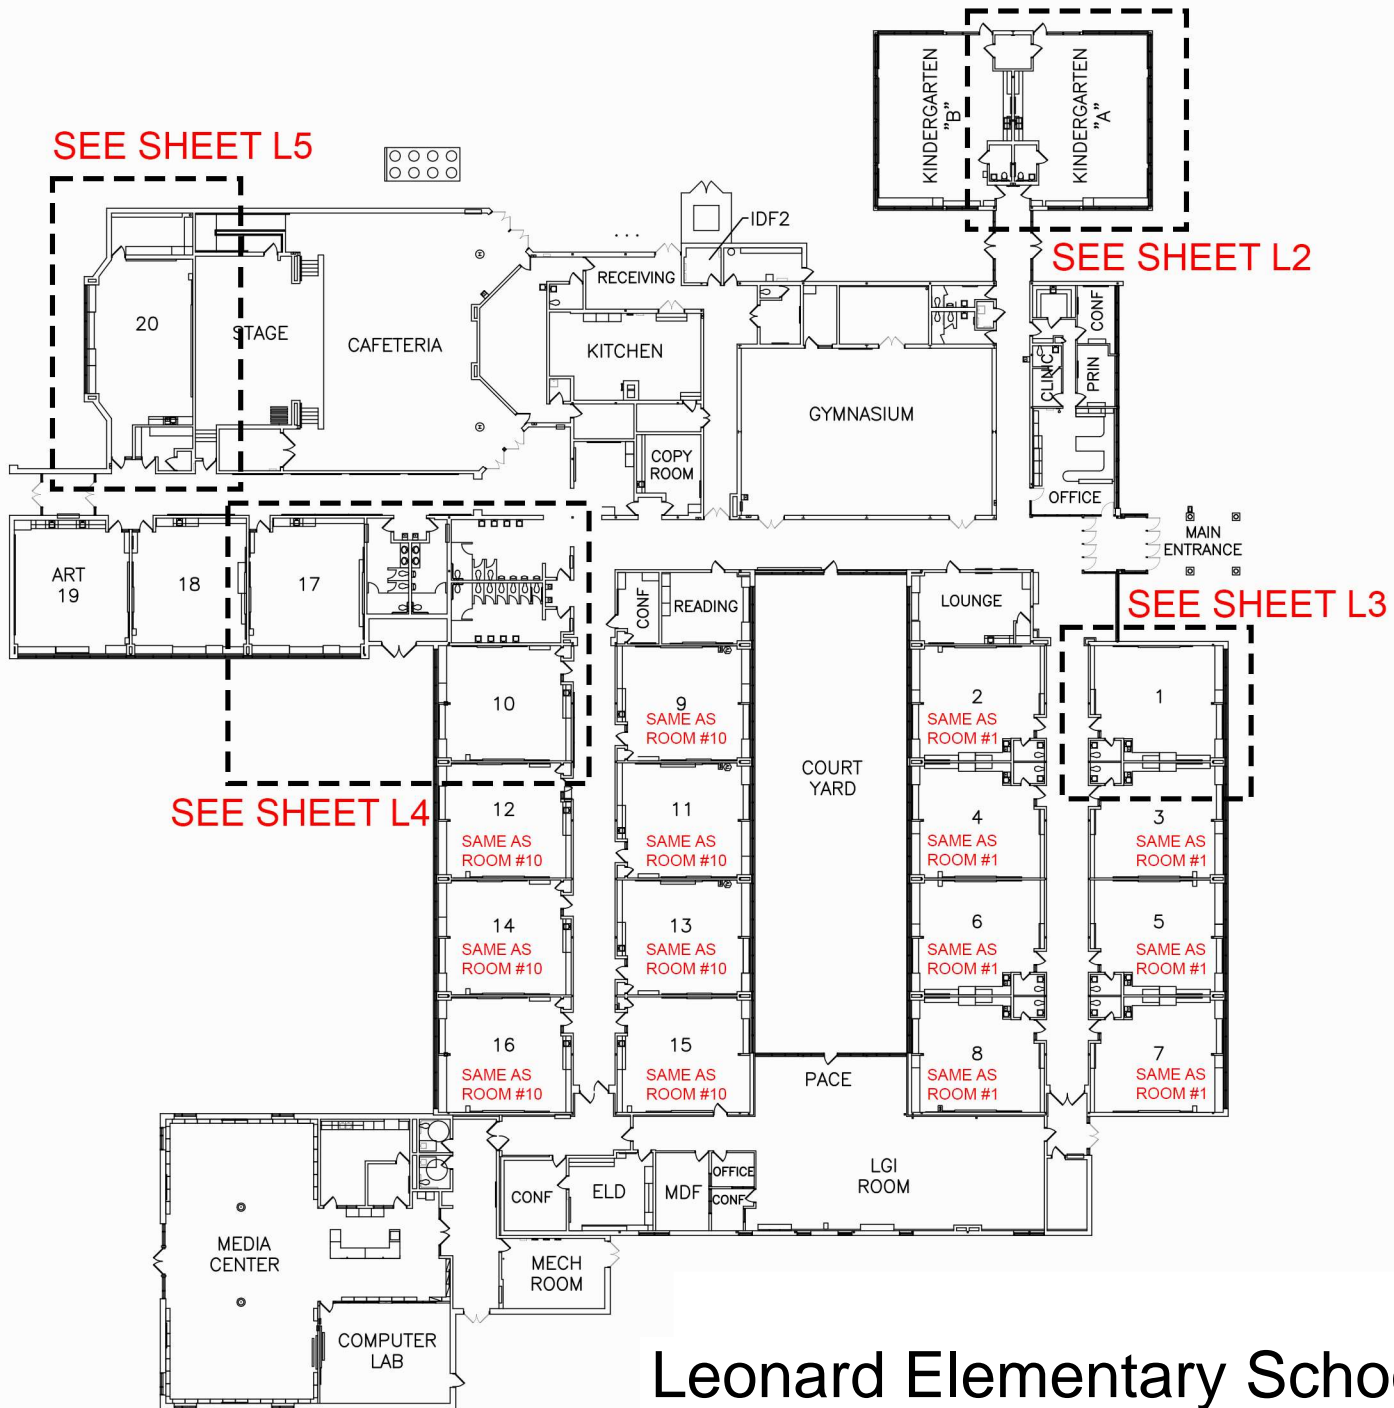 KINDERGARTEN
"B"
KINDERGARTEN
"A"
SEE SHEET L5
IDF2
SEE SHEET L2
RECEIVING
CONF
20
STAGE
CAFETERIA
KITCHEN
CLINIC
PRIN
GYMNASIUM
COPY
ROOM
OFFICE
MAIN
ENTRANCE
ART
19
18
17
CONF
READING
LOUNGE
SEE SHEET L3
10
9
SAME AS
ROOM #10
2
SAME AS
ROOM #1
1
COURT
YARD
SEE SHEET L4
12
SAME AS
ROOM #10
11
SAME AS
ROOM #10
4
SAME AS
ROOM #1
3
SAME AS
ROOM #1
14
SAME AS
ROOM #10
13
SAME AS
ROOM #10
6
SAME AS
ROOM #1
5
SAME AS
ROOM #1
16
SAME AS
ROOM #10
15
SAME AS
ROOM #10
8
SAME AS
ROOM #1
7
SAME AS
ROOM #1
PACE
CONF
ELD
MDF
OFFICE
CONF
LGI
ROOM
MEDIA
CENTER
MECH
ROOM
COMPUTER
LAB
Leonard Elementary Schoo